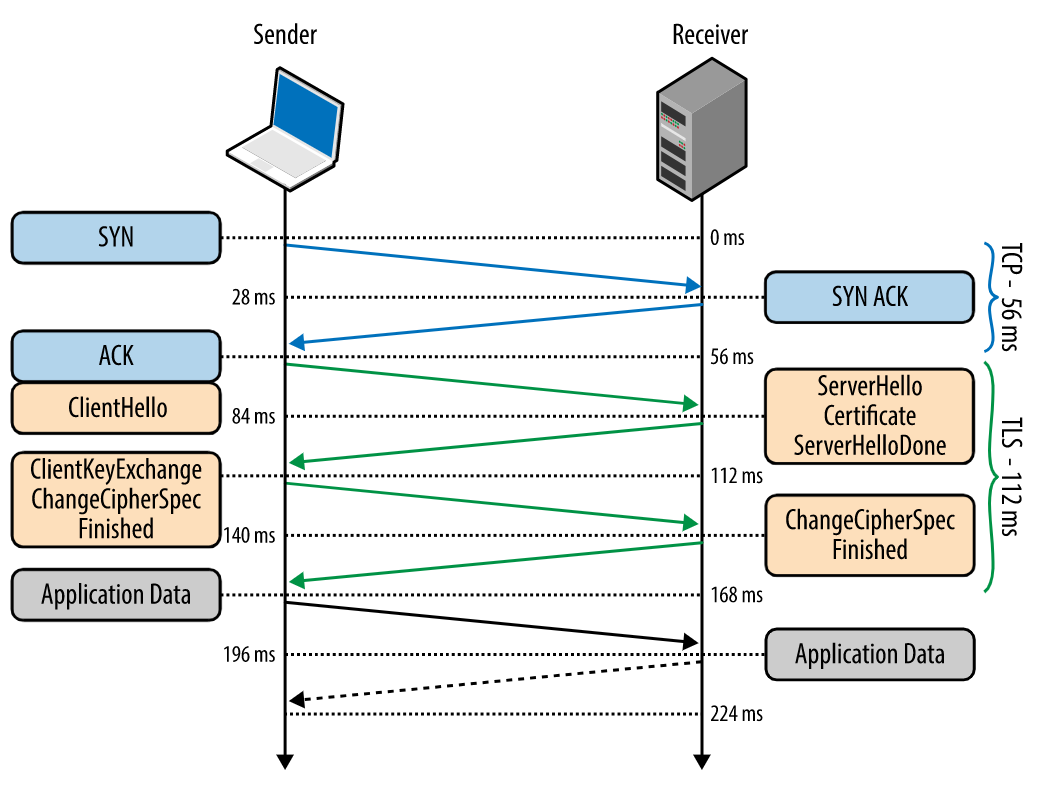 Sender
Receiver
SYN
0 ms
28 ms
SYN ACK
TCP - 56 ms
ACK
56 ms
ClientHello
84 ms
ServerHello
Certificate
ServerHelloDone
TLS - 112 ms
ClientKeyExchange
ChangeCipherSpec
Finished
112 ms
140 ms
ChangeCipherSpec
Finished
Application Data
168 ms
196 ms
Application Data
224 ms